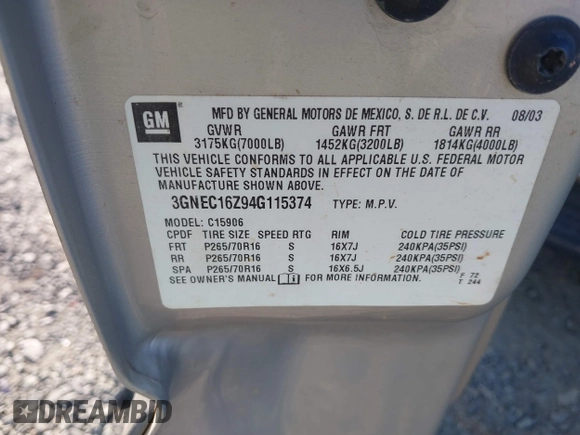 GM
MFD BY GENERAL MOTORS DE MEXICO, S. DE R.L. DE C.V. 08/03
GVWR GAWR FRT GAWR RR
3175KG(7000LB) 1452KG(3200LB) 1814KG(4000LB)
THIS VEHICLE CONFORMS TO ALL APPLICABLE U.S. FEDERAL MOTOR
VEHICLE SAFETY STANDARDS IN EFFECT ON THE DATE OF
MANUFACTURE SHOWN ABOVE.
3GNEC16Z94G115374 TYPE: M.P.V.
MODEL: C15906
CPDF TIRE SIZE SPEED RTG RIM COLD TIRE PRESSURE
FRT P265/70R16 S 16X7J 240KPA(35PSI)
RR P265/70R16 S 16X7J 240KPA(35PSI)
SPA P265/70R16 S 16X6.5J 240KPA(35PSI)
SEE OWNER'S MANUAL FOR MORE INFORMATION. F 72
T 244
DREAMBID